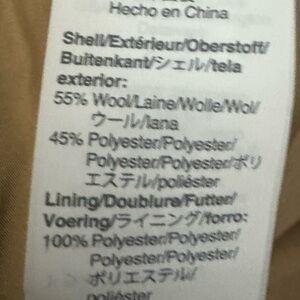 Hecho en China
Shell/Extérieur/Oberstoff/
Buitenkant/シェル/tela
exterior:
55% Wool/Laine/Wolle/Wol/
ウール/lana
45% Polyester/Polyester/
Polyester/Polyester/ポリ
エステル/poliéster
Lining/Doublure/Futter/
Voering/ライニング/forro:
100% Polyester/Polyester/
Polyester/Polyester/
ポリエステル/
poliéster